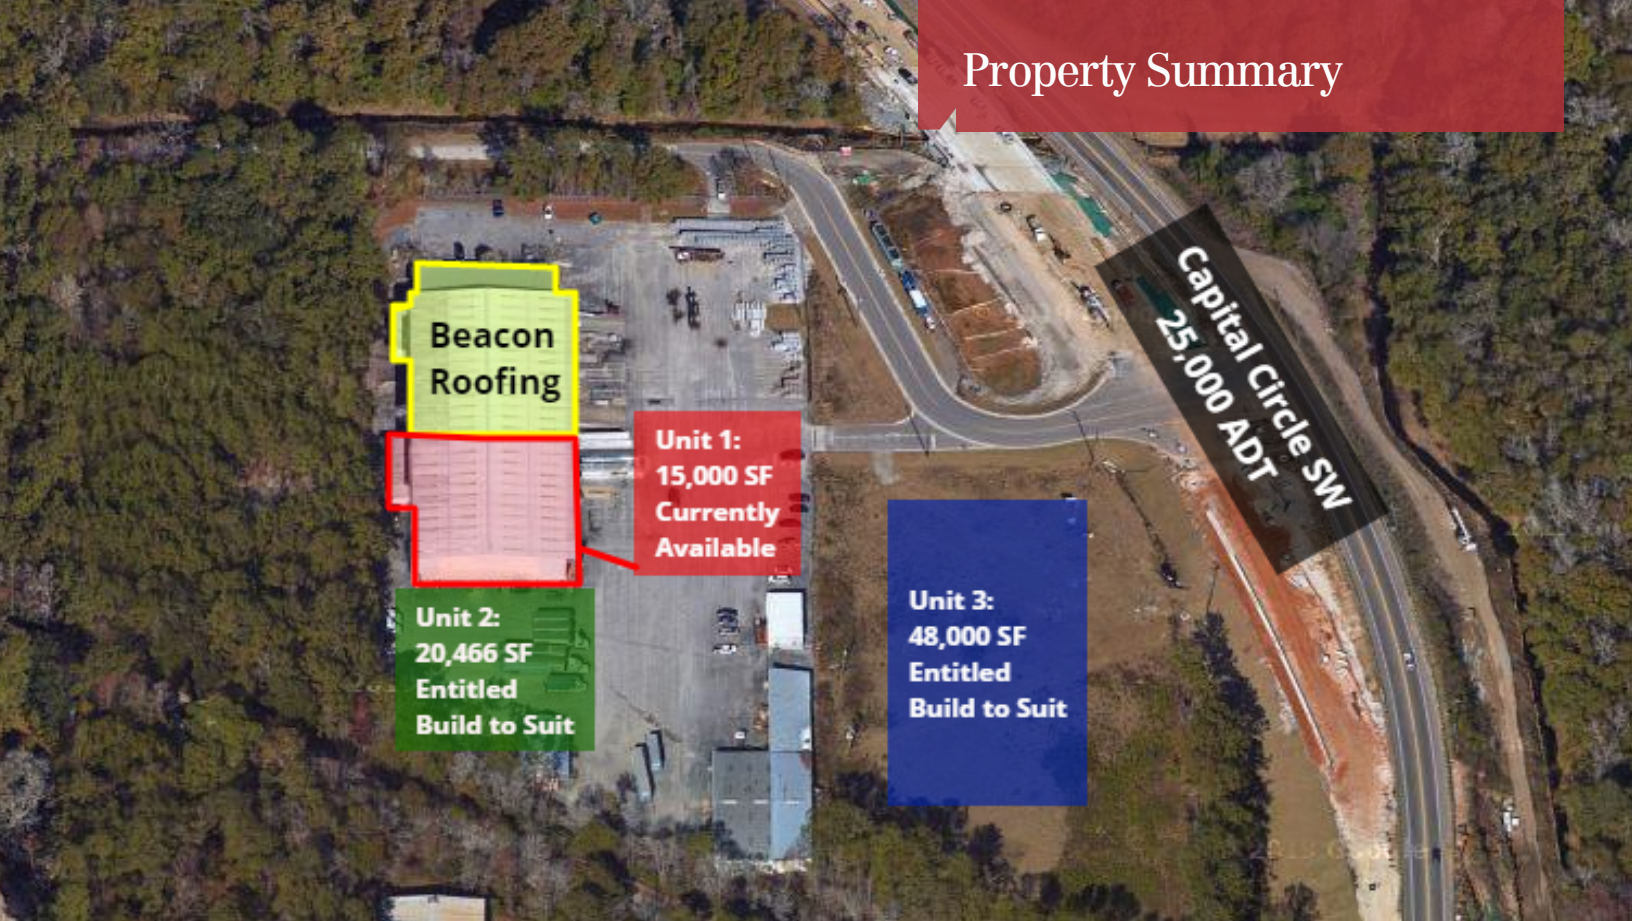 Property Summary
Capital Circle SW
25,000 ADT
Beacon
Roofing
Unit 1:
15,000 SF
Currently
Available
Unit 2:
20,466 SF
Entitled
Build to Suit
Unit 3:
48,000 SF
Entitled
Build to Suit